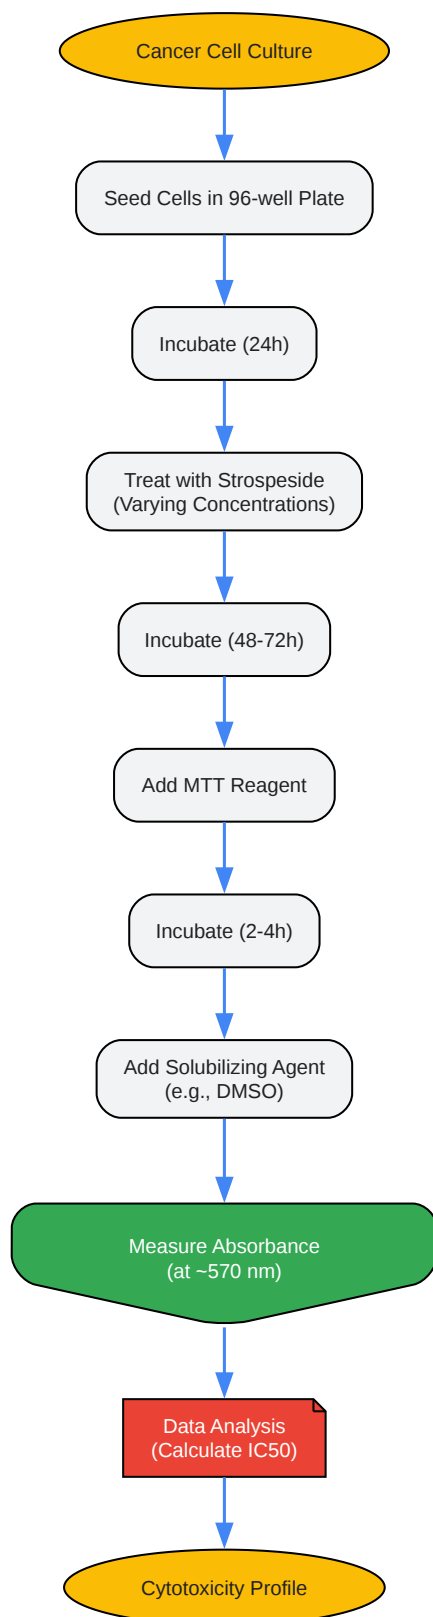 Cancer Cell Culture
Seed Cells in 96-well Plate
Incubate (24h)
Treat with Strospeside
(Varying Concentrations)
Incubate (48-72h)
Add MTT Reagent
Incubate (2-4h)
Add Solubilizing Agent
(e.g., DMSO)
Measure Absorbance
(at ~570 nm)
Data Analysis
(Calculate IC50)
Cytotoxicity Profile